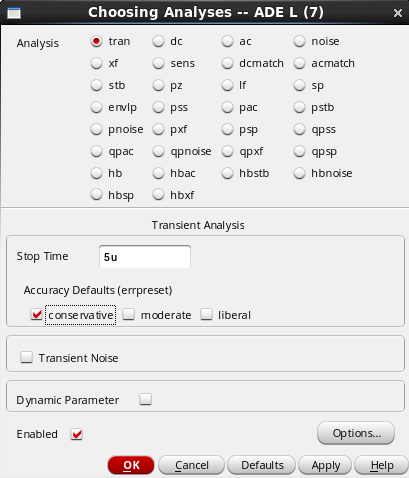 Choosing Analyses -- ADE L (7)
Analysis tran dc ac noise
xf sens dcmatch acmatch
stb pz lf sp
envlp pss pac pstb
pnoise pxf psp qpss
qpac qpnoise qpxf qpsp
hb hbac hbstb hbnoise
hbsp hbxf
Transient Analysis
Stop Time 5u
Accuracy Defaults (errpreset)
conservative moderate liberal
Transient Noise
Dynamic Parameter
Enabled Options...
OK Cancel Defaults Apply Help